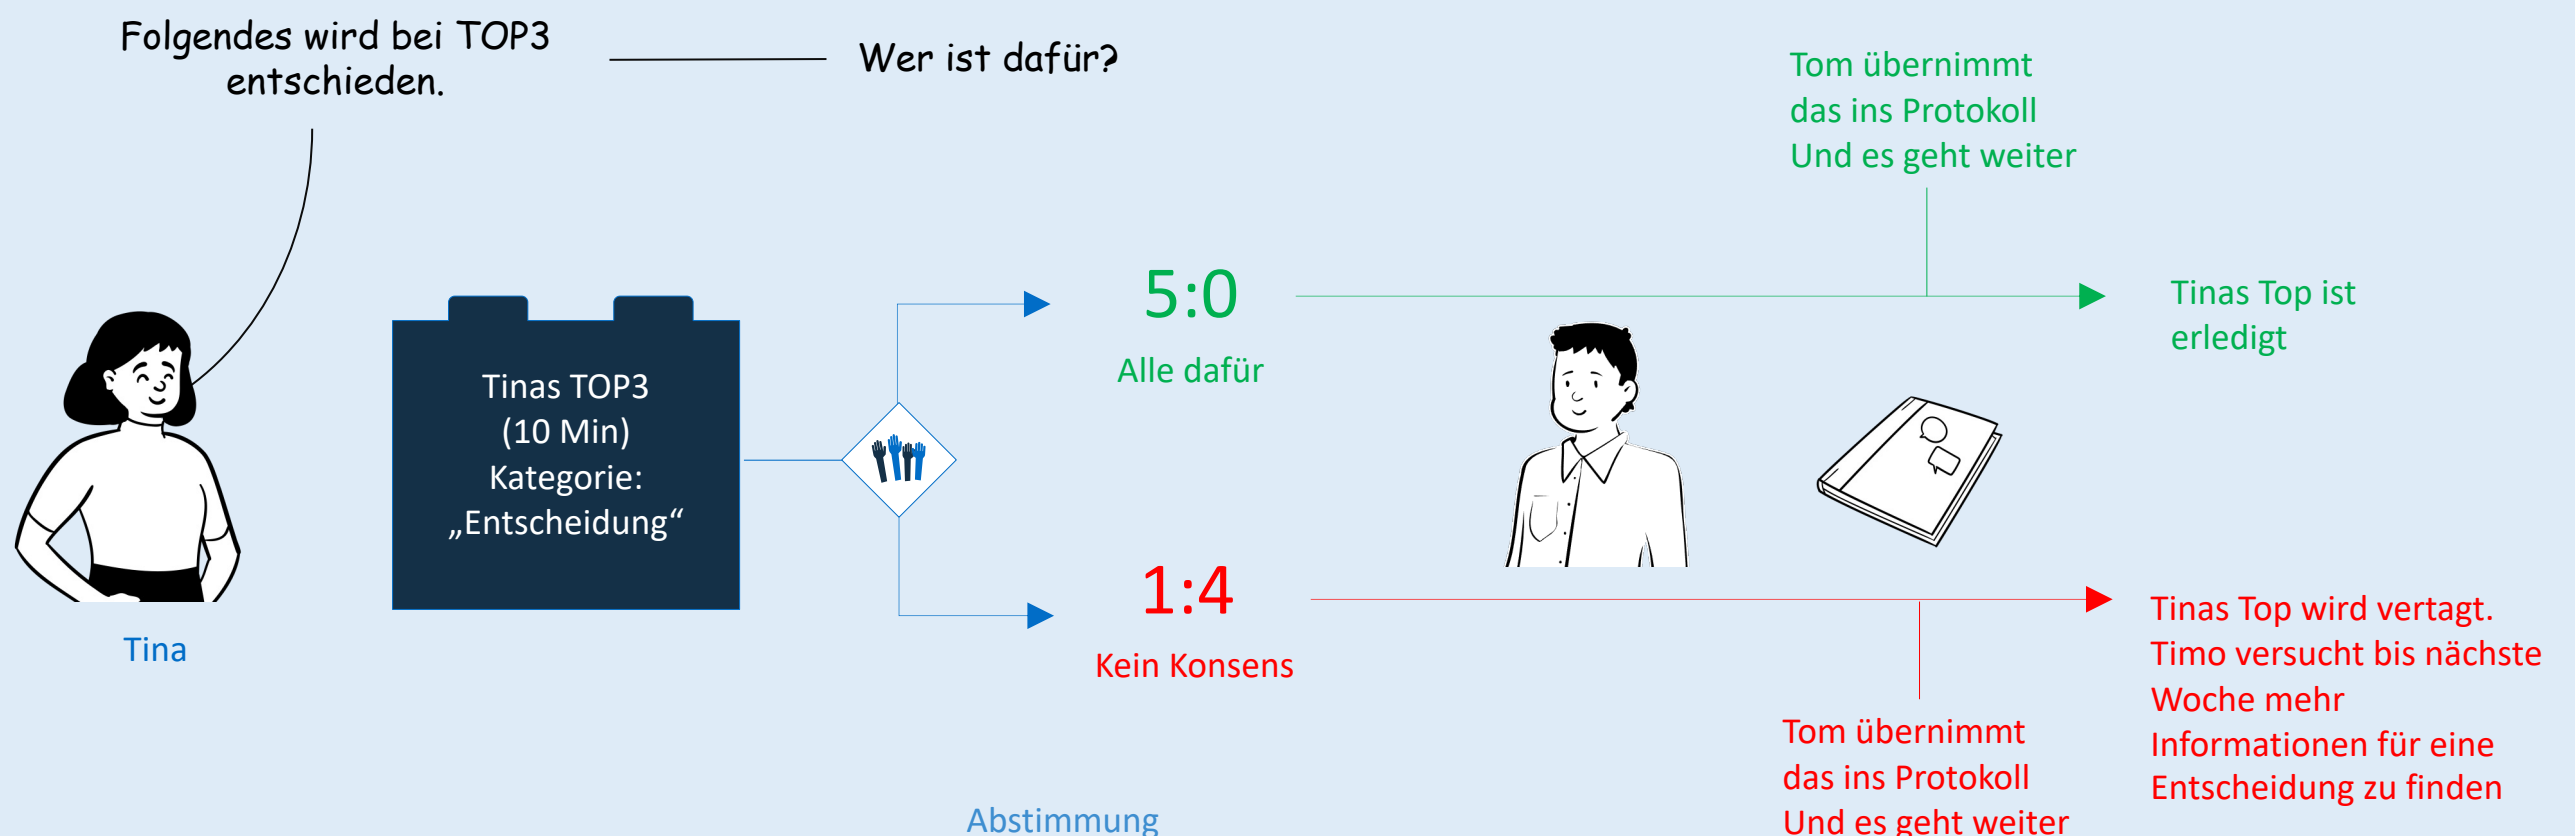 Folgendes wird bei TOP3
entschieden.
Wer ist dafür?
Tom übernimmt
das ins Protokoll
Und es geht weiter
5:0
Alle dafür
Tinas Top ist
erledigt
Tinas TOP3
(10 Min)
Kategorie:
„Entscheidung“
Tina
1:4
Kein Konsens
Tinas Top wird vertagt.
Timo versucht bis nächste
Woche mehr
Informationen für eine
Entscheidung zu finden
Tom übernimmt
das ins Protokoll
Und es geht weiter
Abstimmung